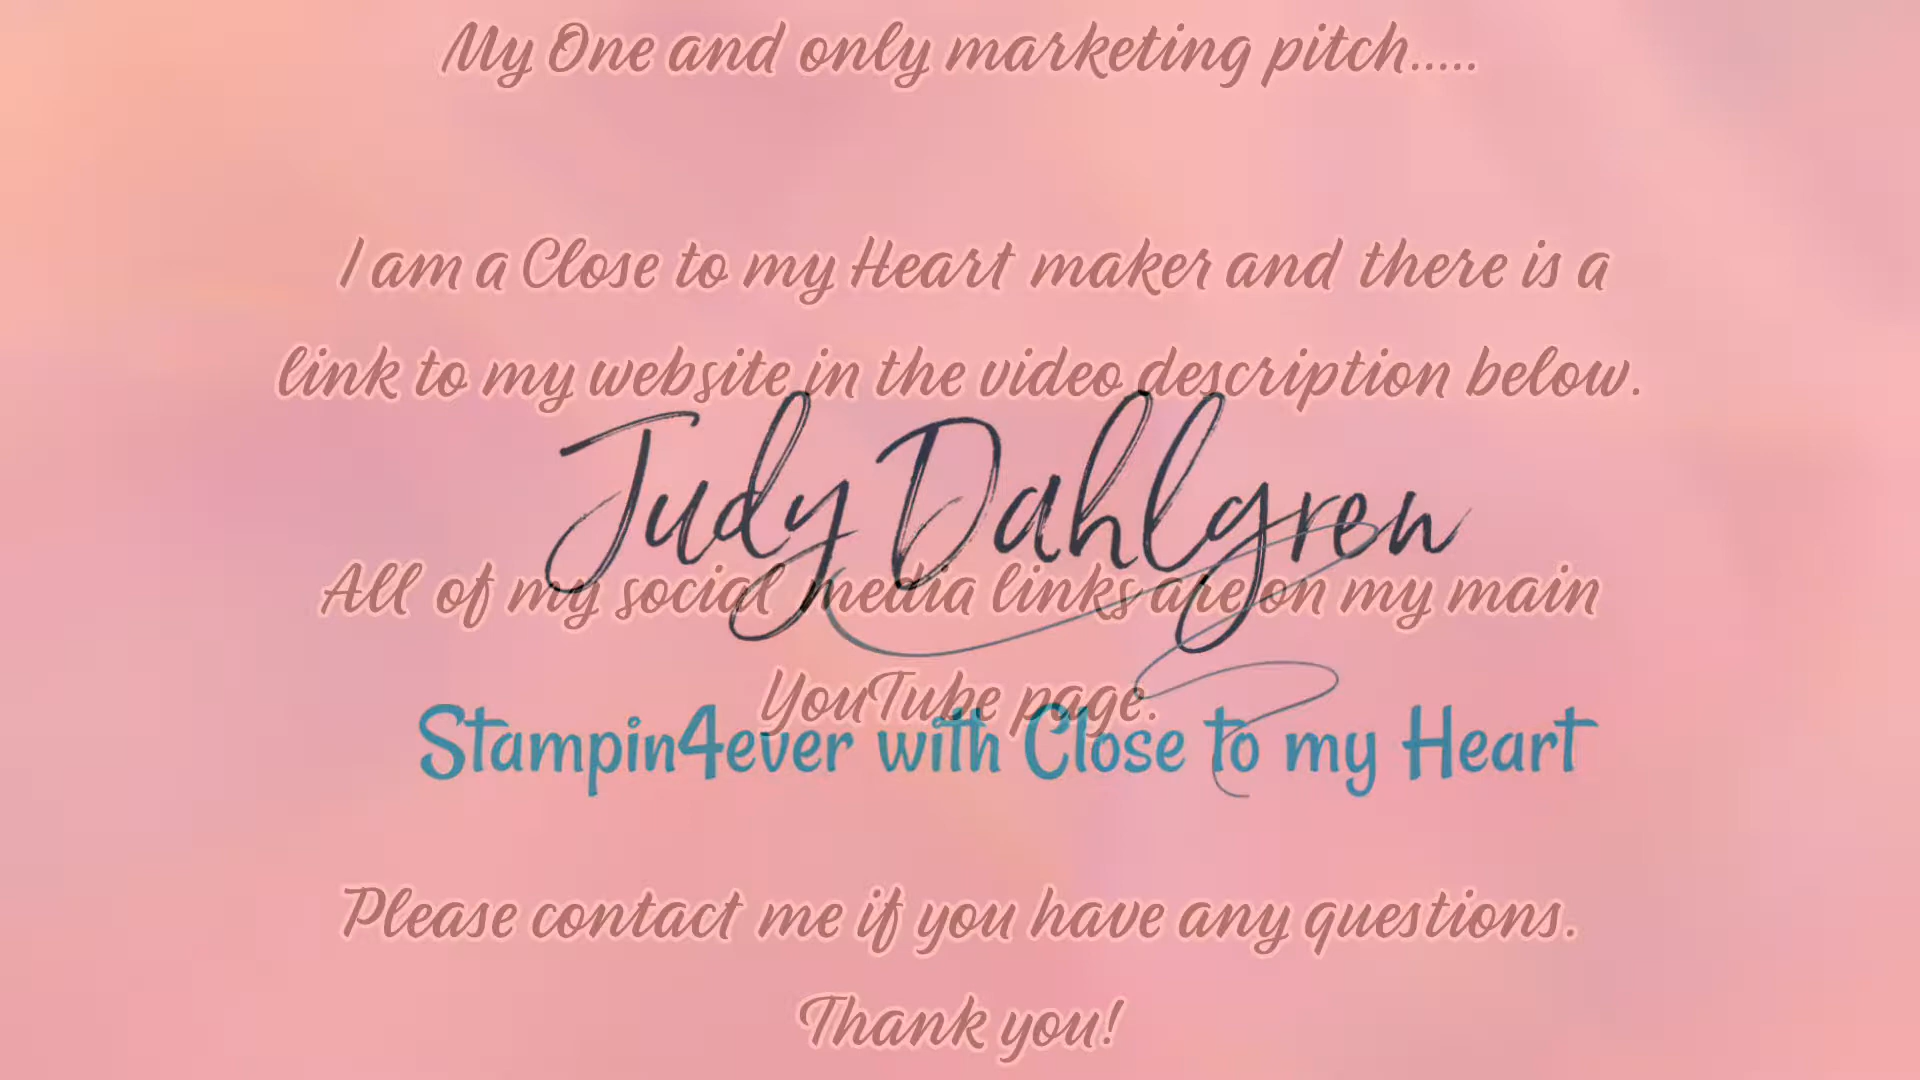 My One and only marketing pitch.....
I am a Close to my Heart maker and there is a
link to my website in the video description below.
Judy Dahlgren
All of my social media links are on my main
YouTube page.
Stampin4ever with Close to my Heart
Please contact me if you have any questions.
Thank you!